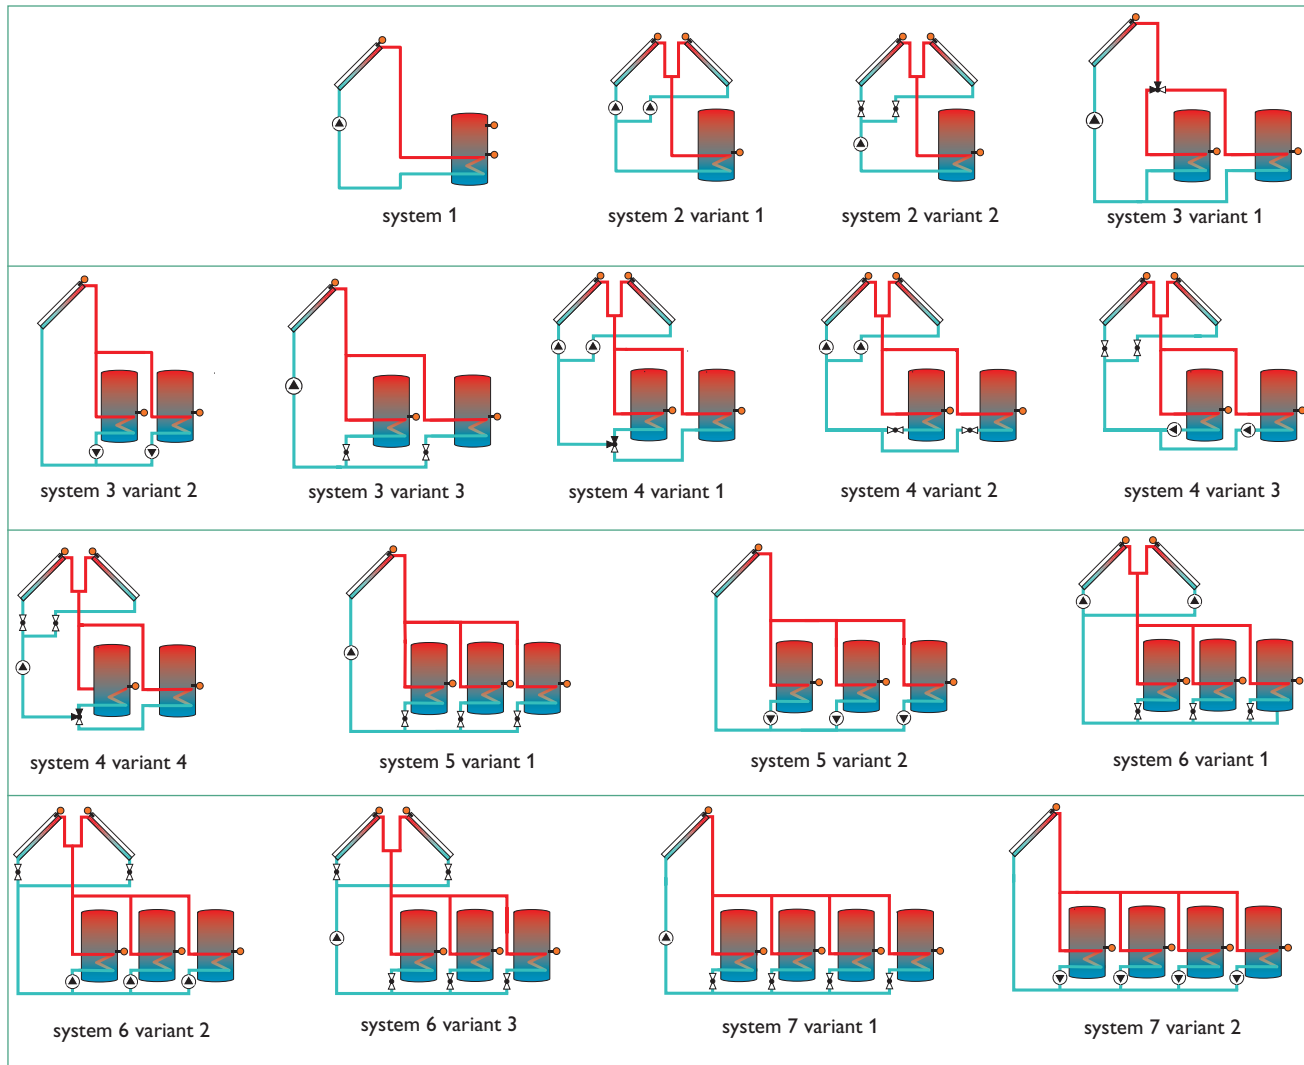 system 1
system 2 variant 1
system 2 variant 2
system 3 variant 1
system 3 variant 2
system 3 variant 3
system 4 variant 1
system 4 variant 2
system 4 variant 3
system 4 variant 4
system 5 variant 1
system 5 variant 2
system 6 variant 1
system 6 variant 2
system 6 variant 3
system 7 variant 1
system 7 variant 2